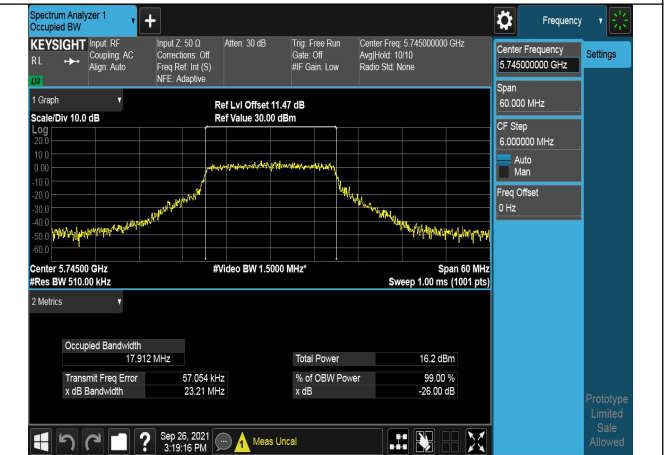 Spectrum Analyzer 1
Occupied BW
+
Frequency
KEYSIGHT
R L
LNI
Input: RF
Coupling: AC
Align: Auto
Input Z: 50 Ω
Corrections: Off
Freq Ref: Int (S)
NFE: Adaptive
Atten: 30 dB
Trig: Free Run
Gate: Off
#IF Gain: Low
Center Freq: 5.745000000 GHz
Avg|Hold: 10/10
Radio Std: None
Center Frequency
5.745000000 GHz
Settings
Span
60.000 MHz
CF Step
6.000000 MHz
Auto
Man
Freq Offset
0 Hz
1 Graph
Scale/Div 10.0 dB
Ref Lvl Offset 11.47 dB
Ref Value 30.00 dBm
Log
20.0
10.0
0.00
-10.0
-20.0
-30.0
-40.0
-50.0
-60.0
Center 5.74500 GHz
#Res BW 510.00 kHz
#Video BW 1.5000 MHz*
Span 60 MHz
Sweep 1.00 ms (1001 pts)
2 Metrics
Occupied Bandwidth
17.912 MHz
Total Power 16.2 dBm
Transmit Freq Error 57.054 kHz
% of OBW Power 99.00 %
x dB Bandwidth 23.21 MHz
x dB -26.00 dB
Prototype
Limited
Sale
Allowed
?
Sep 26, 2021
3:19:16 PM
Meas Uncal